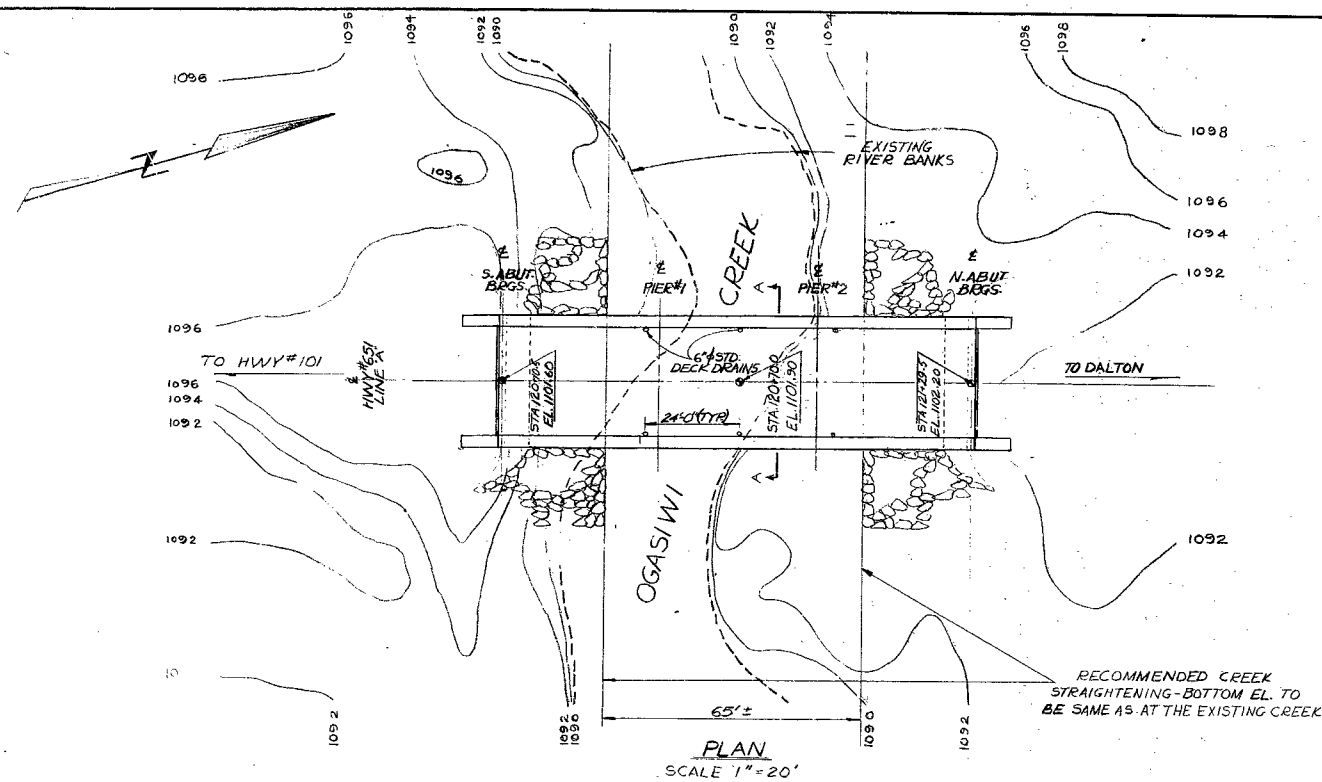 1096
1094
1092
1090
1090
1092
1094
1096
1098
1096
1098
N
EXISTING
RIVER BANKS
1096
1096
1094
CREEK
℄
S. ABUT.
BRGS.
℄
PIER #1
A
℄
PIER #2
℄
N. ABUT.
BRGS.
1092
1096
TO HWY #101
℄
HWY #651
LINE 'A'
6"φ STD.
DECK DRAINS
TO DALTON
1096
1094
1092
STA. 120+70.5
EL. 1101.60
STA. 120+70.0
EL. 1101.90
STA. 121+29.5
EL. 1102.20
24'-0" (TYP.)
A
1092
OGASIWI
1092
10
RECOMMENDED CREEK
STRAIGHTENING-BOTTOM EL. TO
BE SAME AS AT THE EXISTING CREEK
65'±
1092
1092
1090
1090
1092
PLAN
SCALE 1"=20'